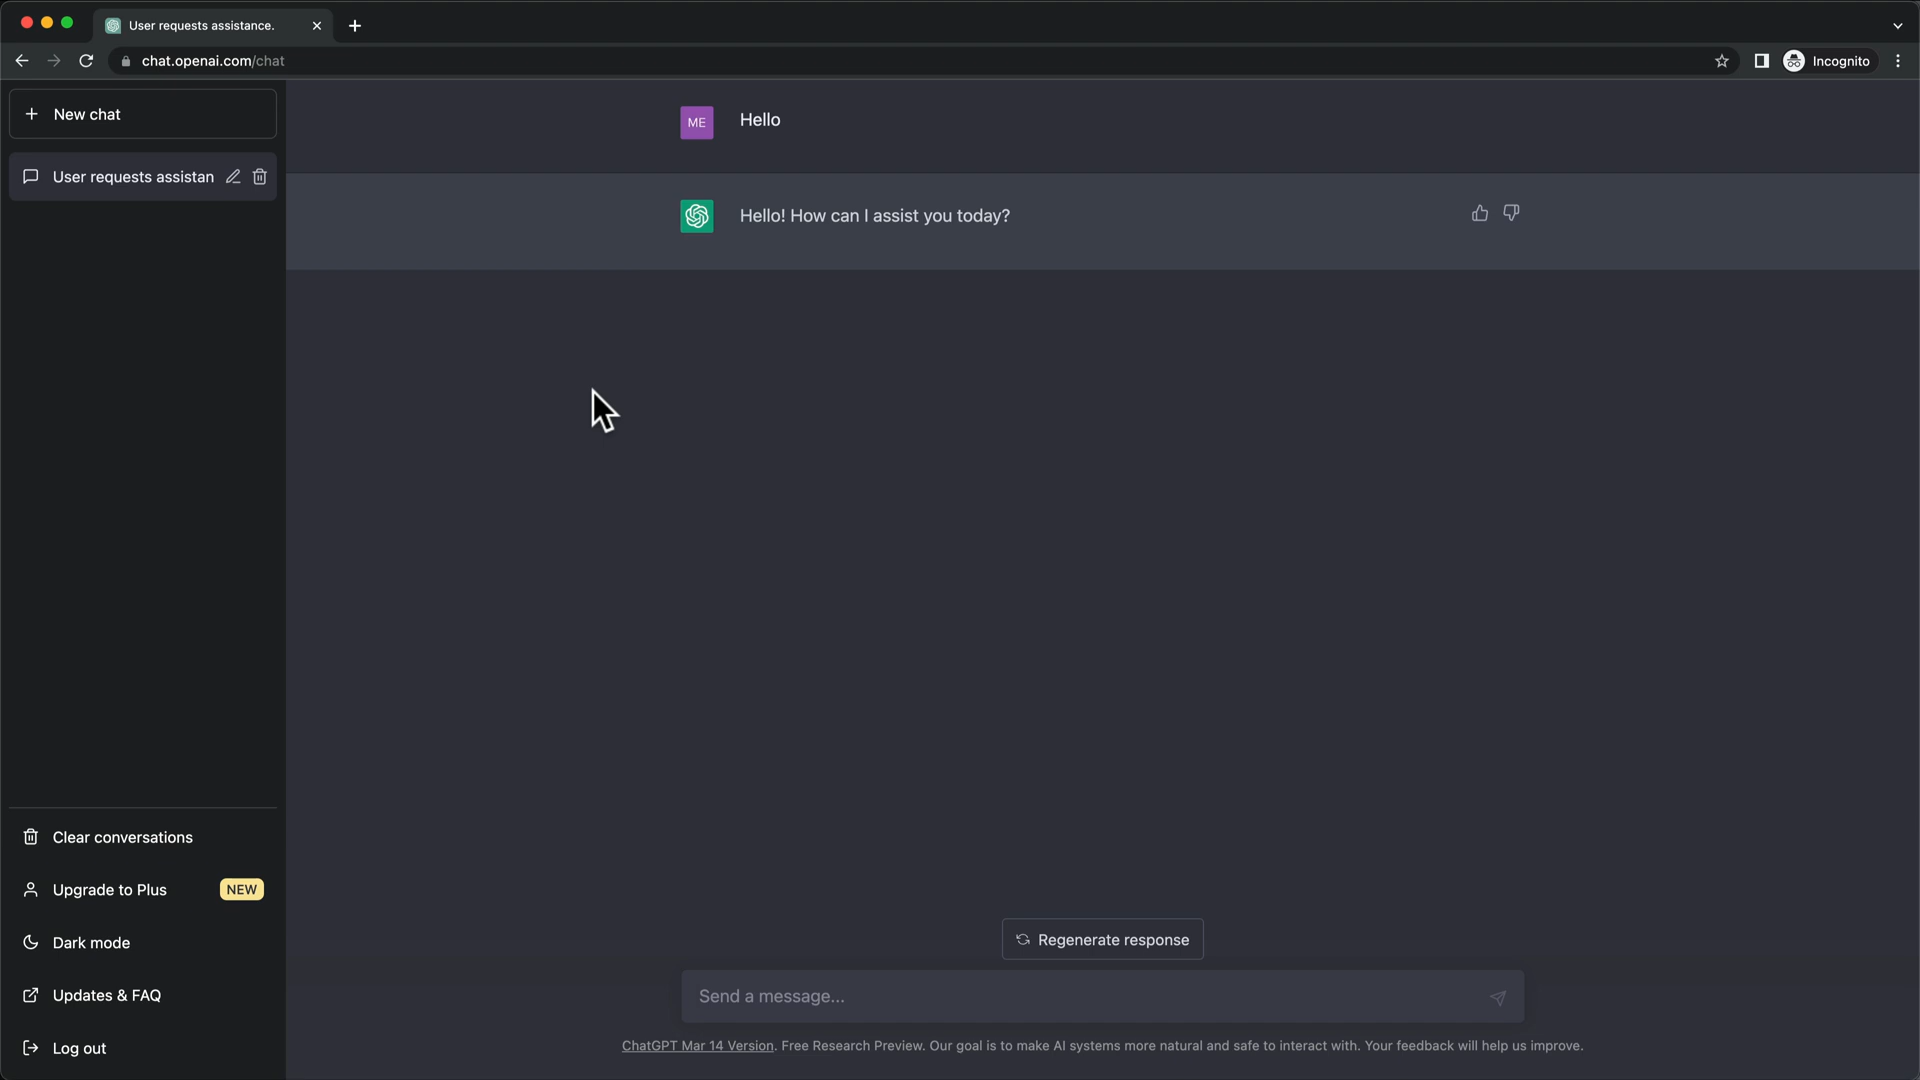 User requests assistance.
chat.openai.com/chat
Incognito
New chat
ME
Hello
User requests assistan
Hello! How can I assist you today?
Clear conversations
Upgrade to Plus
NEW
Dark mode
Updates & FAQ
Log out
Regenerate response
Send a message...
ChatGPT Mar 14 Version. Free Research Preview. Our goal is to make AI systems more natural and safe to interact with. Your feedback will help us improve.